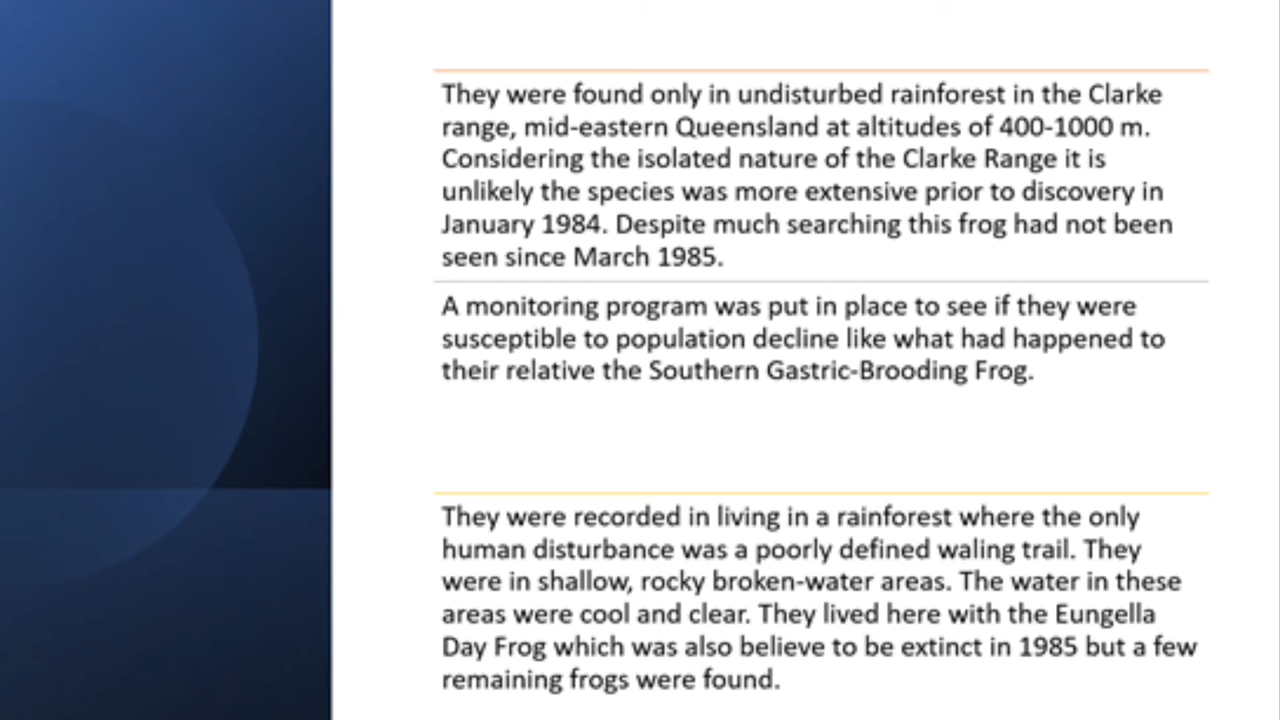 They were found only in undisturbed rainforest in the Clarke
range, mid-eastern Queensland at altitudes of 400-1000 m.
Considering the isolated nature of the Clarke Range it is
unlikely the species was more extensive prior to discovery in
January 1984. Despite much searching this frog had not been
seen since March 1985.
A monitoring program was put in place to see if they were
susceptible to population decline like what had happened to
their relative the Southern Gastric-Brooding Frog.
They were recorded in living in a rainforest where the only
human disturbance was a poorly defined waling trail. They
were in shallow, rocky broken-water areas. The water in these
areas were cool and clear. They lived here with the Eungella
Day Frog which was also believe to be extinct in 1985 but a few
remaining frogs were found.